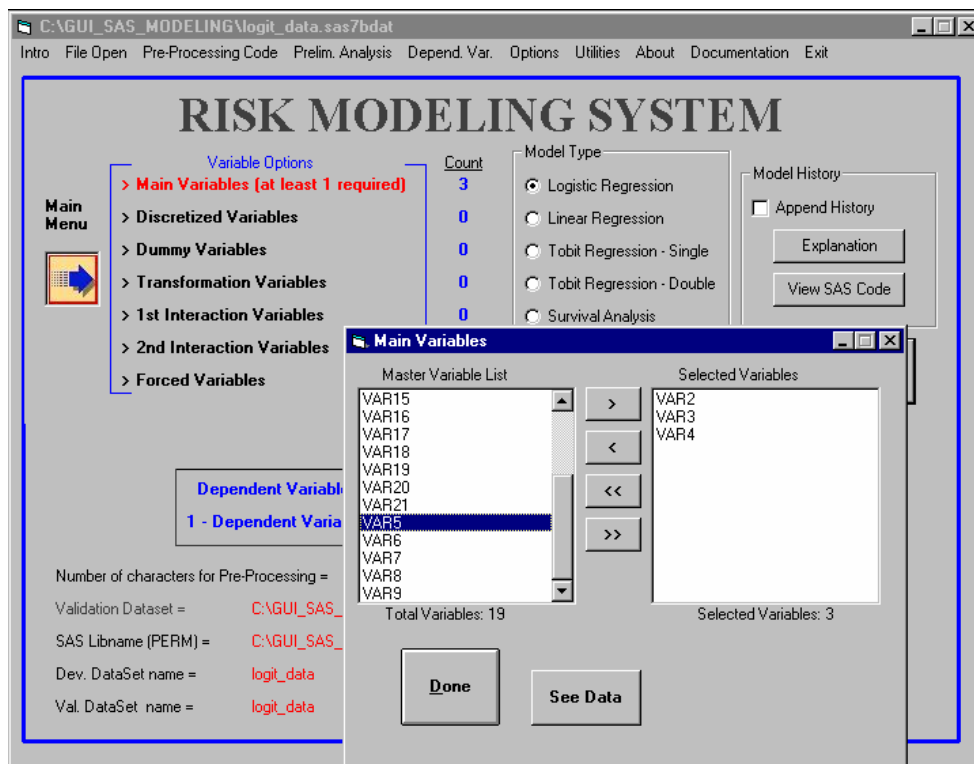 C:\GUI_SAS_MODELING\logit_data.sas7bdat
Intro File Open Pre-Processing Code Prelim. Analysis Depend. Var. Options Utilities About Documentation Exit
RISK MODELING SYSTEM
Main
Menu
Variable Options
Count
> Main Variables (at least 1 required) 3
> Discretized Variables 0
> Dummy Variables 0
> Transformation Variables 0
> 1st Interaction Variables 0
> 2nd Interaction Variables
> Forced Variables
Model Type
Logistic Regression
Linear Regression
Tobit Regression - Single
Tobit Regression - Double
Survival Analysis
Model History
Append History
Explanation
View SAS Code
Dependent Variabl
1 - Dependent Varia
Number of characters for Pre-Processing =
Validation Dataset = C:\GUI_SAS_
SAS Libname (PERM) = C:\GUI_SAS_
Dev. DataSet name = logit_data
Val. DataSet name = logit_data
Main Variables
Master Variable List
VAR15
VAR16
VAR17
VAR18
VAR19
VAR20
VAR21
VAR5
VAR6
VAR7
VAR8
VAR9
Total Variables: 19
>
<
<<
>>
Selected Variables
VAR2
VAR3
VAR4
Selected Variables: 3
Done
See Data